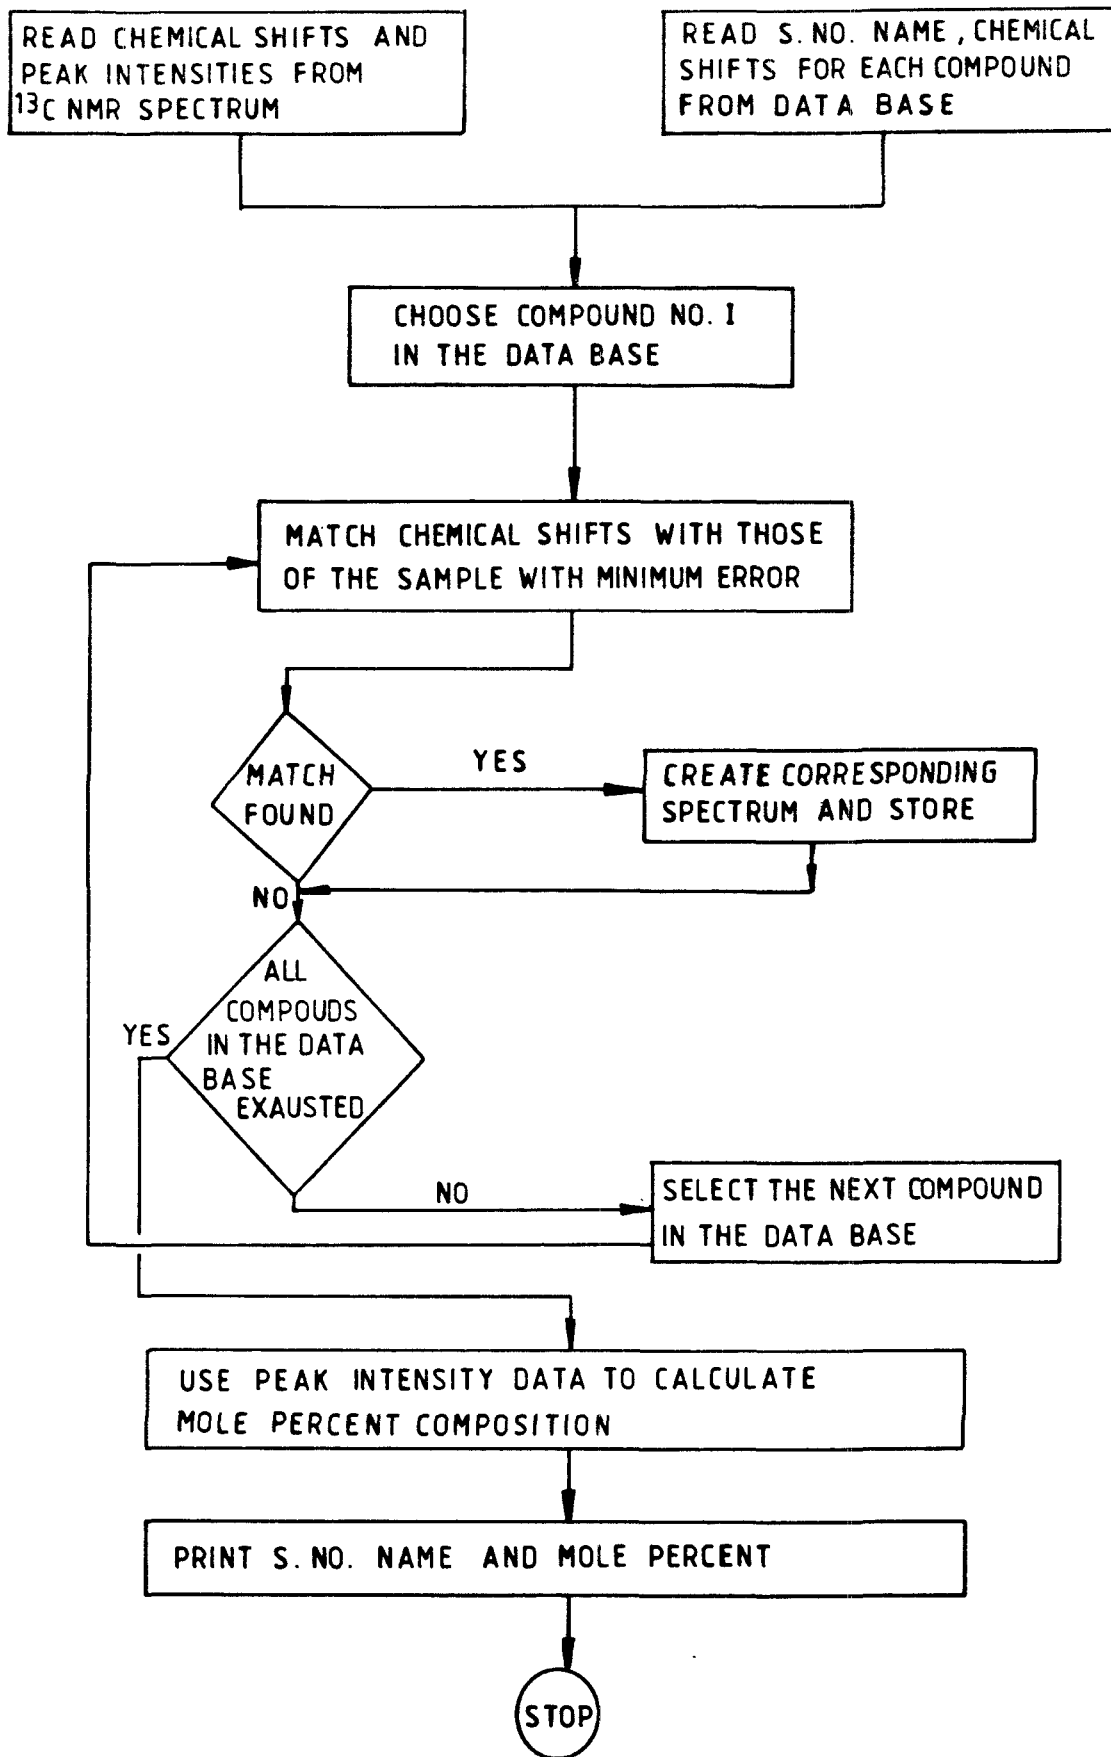 READ CHEMICAL SHIFTS AND
PEAK INTENSITIES FROM
¹³C NMR SPECTRUM
READ S.NO. NAME, CHEMICAL
SHIFTS FOR EACH COMPOUND
FROM DATA BASE
CHOOSE COMPOUND NO. I
IN THE DATA BASE
MATCH CHEMICAL SHIFTS WITH THOSE
OF THE SAMPLE WITH MINIMUM ERROR
MATCH
FOUND
YES
CREATE CORRESPONDING
SPECTRUM AND STORE
NO
ALL
COMPOUDS
IN THE DATA
BASE
EXAUSTED
YES
NO
SELECT THE NEXT COMPOUND
IN THE DATA BASE
USE PEAK INTENSITY DATA TO CALCULATE
MOLE PERCENT COMPOSITION
PRINT S. NO. NAME AND MOLE PERCENT
STOP